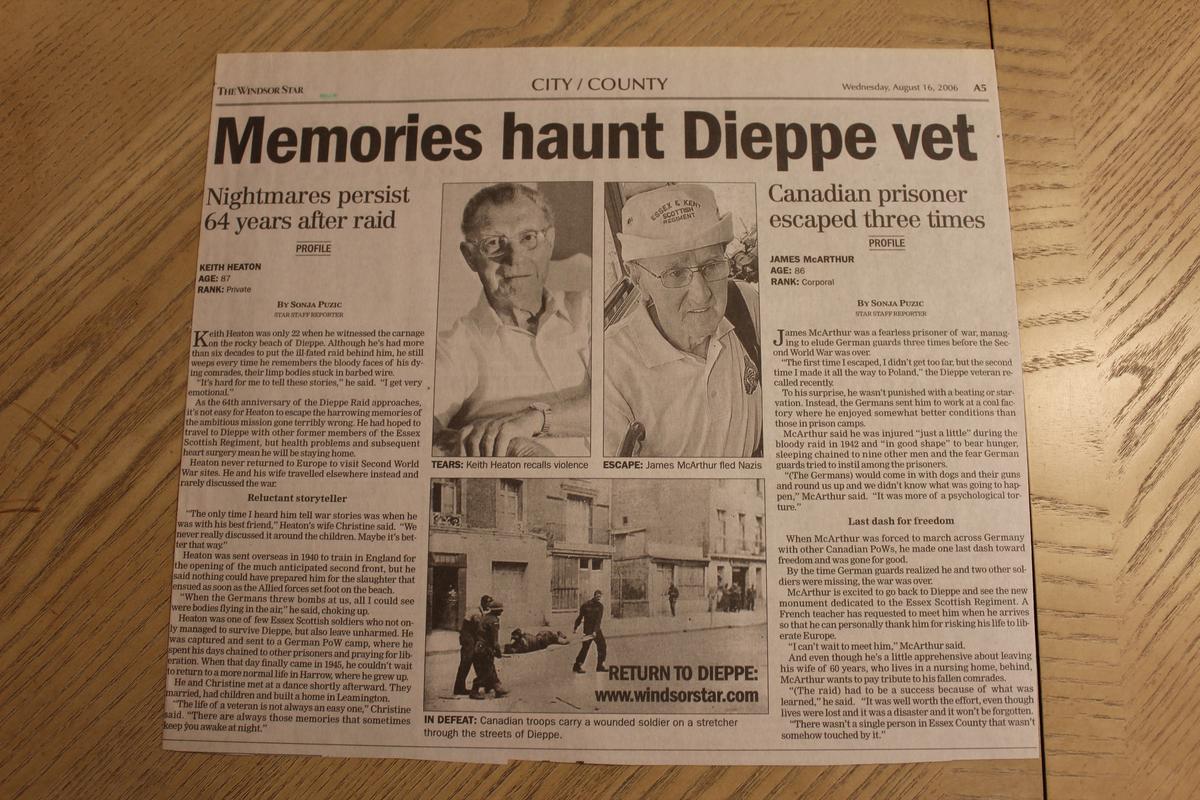 THE WINDSOR STAR
CITY / COUNTY
Wednesday, August 16, 2006 A5
Memories haunt Dieppe vet
Nightmares persist
64 years after raid
PROFILE
KEITH HEATON
AGE: 87
RANK: Private
BY SONJA PUZIC
STAR STAFF REPORTER
Keith Heaton was only 22 when he witnessed the carnage
on the rocky beach of Dieppe. Although he's had more
than six decades to put the ill-fated raid behind him, he still
weeps every time he remembers the bloody faces of his dy-
ing comrades, their limp bodies stuck in barbed wire.
"It's hard for me to tell these stories," he said. "I get very
emotional."
As the 64th anniversary of the Dieppe Raid approaches,
it's not easy for Heaton to escape the harrowing memories of
the ambitious mission gone terribly wrong. He had hoped to
travel to Dieppe with other former members of the Essex
Scottish Regiment, but health problems and subsequent
heart surgery mean he will be staying home.
Heaton never returned to Europe to visit Second World
War sites. He and his wife travelled elsewhere instead and
rarely discussed the war.
Reluctant storyteller
"The only time I heard him tell war stories was when he
was with his best friend," Heaton's wife Christine said. "We
never really discussed it around the children. Maybe it's bet-
ter that way."
Heaton was sent overseas in 1940 to train in England for
the opening of the much anticipated second front, but he
said nothing could have prepared him for the slaughter that
ensued as soon as the Allied forces set foot on the beach.
"When the Germans threw bombs at us, all I could see
were bodies flying in the air," he said, choking up.
Heaton was one of few Essex Scottish soldiers who not on-
ly managed to survive Dieppe, but also leave unharmed. He
was captured and sent to a German PoW camp, where he
spent his days chained to other prisoners and praying for lib-
eration. When that day finally came in 1945, he couldn't wait
to return to a more normal life in Harrow, where he grew up.
He and Christine met at a dance shortly afterward. They
married, had children and built a home in Leamington.
"The life of a veteran is not always an easy one," Christine
said. "There are always those memories that sometimes
keep you awake at night."
ESSEX & KENT
SCOTTISH
REGIMENT
TEARS: Keith Heaton recalls violence
ESCAPE: James McArthur fled Nazis
RETURN TO DIEPPE:
www.windsorstar.com
IN DEFEAT: Canadian troops carry a wounded soldier on a stretcher
through the streets of Dieppe.
Canadian prisoner
escaped three times
PROFILE
JAMES McARTHUR
AGE: 86
RANK: Corporal
BY SONJA PUZIC
STAR STAFF REPORTER
James McArthur was a fearless prisoner of war, manag-
ing to elude German guards three times before the Sec-
ond World War was over.
"The first time I escaped, I didn't get too far, but the second
time I made it all the way to Poland," the Dieppe veteran re-
called recently.
To his surprise, he wasn't punished with a beating or star-
vation. Instead, the Germans sent him to work at a coal fac-
tory where he enjoyed somewhat better conditions than
those in prison camps.
McArthur said he was injured "just a little" during the
bloody raid in 1942 and "in good shape" to bear hunger,
sleeping chained to nine other men and the fear German
guards tried to instil among the prisoners.
"(The Germans) would come in with dogs and their guns
and round us up and we didn't know what was going to hap-
pen," McArthur said. "It was more of a psychological tor-
ture."
Last dash for freedom
When McArthur was forced to march across Germany
with other Canadian PoWs, he made one last dash toward
freedom and was gone for good.
By the time German guards realized he and two other sol-
diers were missing, the war was over.
McArthur is excited to go back to Dieppe and see the new
monument dedicated to the Essex Scottish Regiment. A
French teacher has requested to meet him when he arrives
so that he can personally thank him for risking his life to lib-
erate Europe.
"I can't wait to meet him," McArthur said.
And even though he's a little apprehensive about leaving
his wife of 60 years, who lives in a nursing home, behind,
McArthur wants to pay tribute to his fallen comrades.
"(The raid) had to be a success because of what was
learned," he said. "It was well worth the effort, even though
lives were lost and it was a disaster and it won't be forgotten.
"There wasn't a single person in Essex County that wasn't
somehow touched by it."